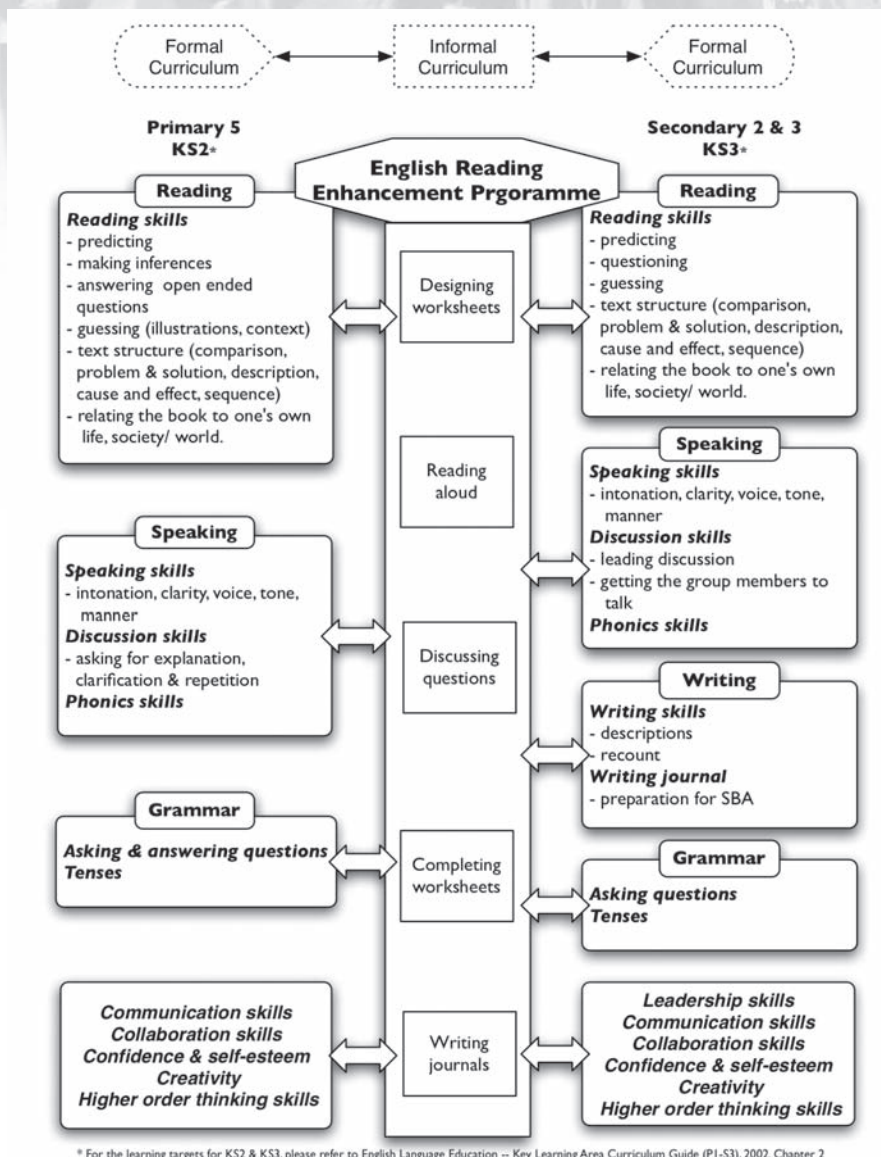 Formal
Curriculum
Informal
Curriculum
Formal
Curriculum
Primary 5
KS2*
Secondary 2 & 3
KS3*
English Reading
Enhancement Prgoramme
Reading
Reading skills
- predicting
- making inferences
- answering open ended
questions
- guessing (illustrations, context)
- text structure (comparison,
problem & solution, description,
cause and effect, sequence)
- relating the book to one's own
life, society/ world.
Speaking
Speaking skills
- intonation, clarity, voice, tone,
manner
Discussion skills
- asking for explanation,
clarification & repetition
Phonics skills
Grammar
Asking & answering questions
Tenses
Communication skills
Collaboration skills
Confidence & self-esteem
Creativity
Higher order thinking skills
Designing
worksheets
Reading
aloud
Discussing
questions
Completing
worksheets
Writing
journals
Reading
Reading skills
- predicting
- questioning
- guessing
- text structure (comparison,
problem & solution, description,
cause and effect, sequence)
- relating the book to one's own
life, society/ world.
Speaking
Speaking skills
- intonation, clarity, voice, tone,
manner
Discussion skills
- leading discussion
- getting the group members to
talk
Phonics skills
Writing
Writing skills
- descriptions
- recount
Writing journal
- preparation for SBA
Grammar
Asking questions
Tenses
Leadership skills
Communication skills
Collaboration skills
Confidence & self-esteem
Creativity
Higher order thinking skills
* For the learning targets for KS2 & KS3, please refer to English Language Education -- Key Learning Area Curriculum Guide (P1-S3), 2002, Chapter 2